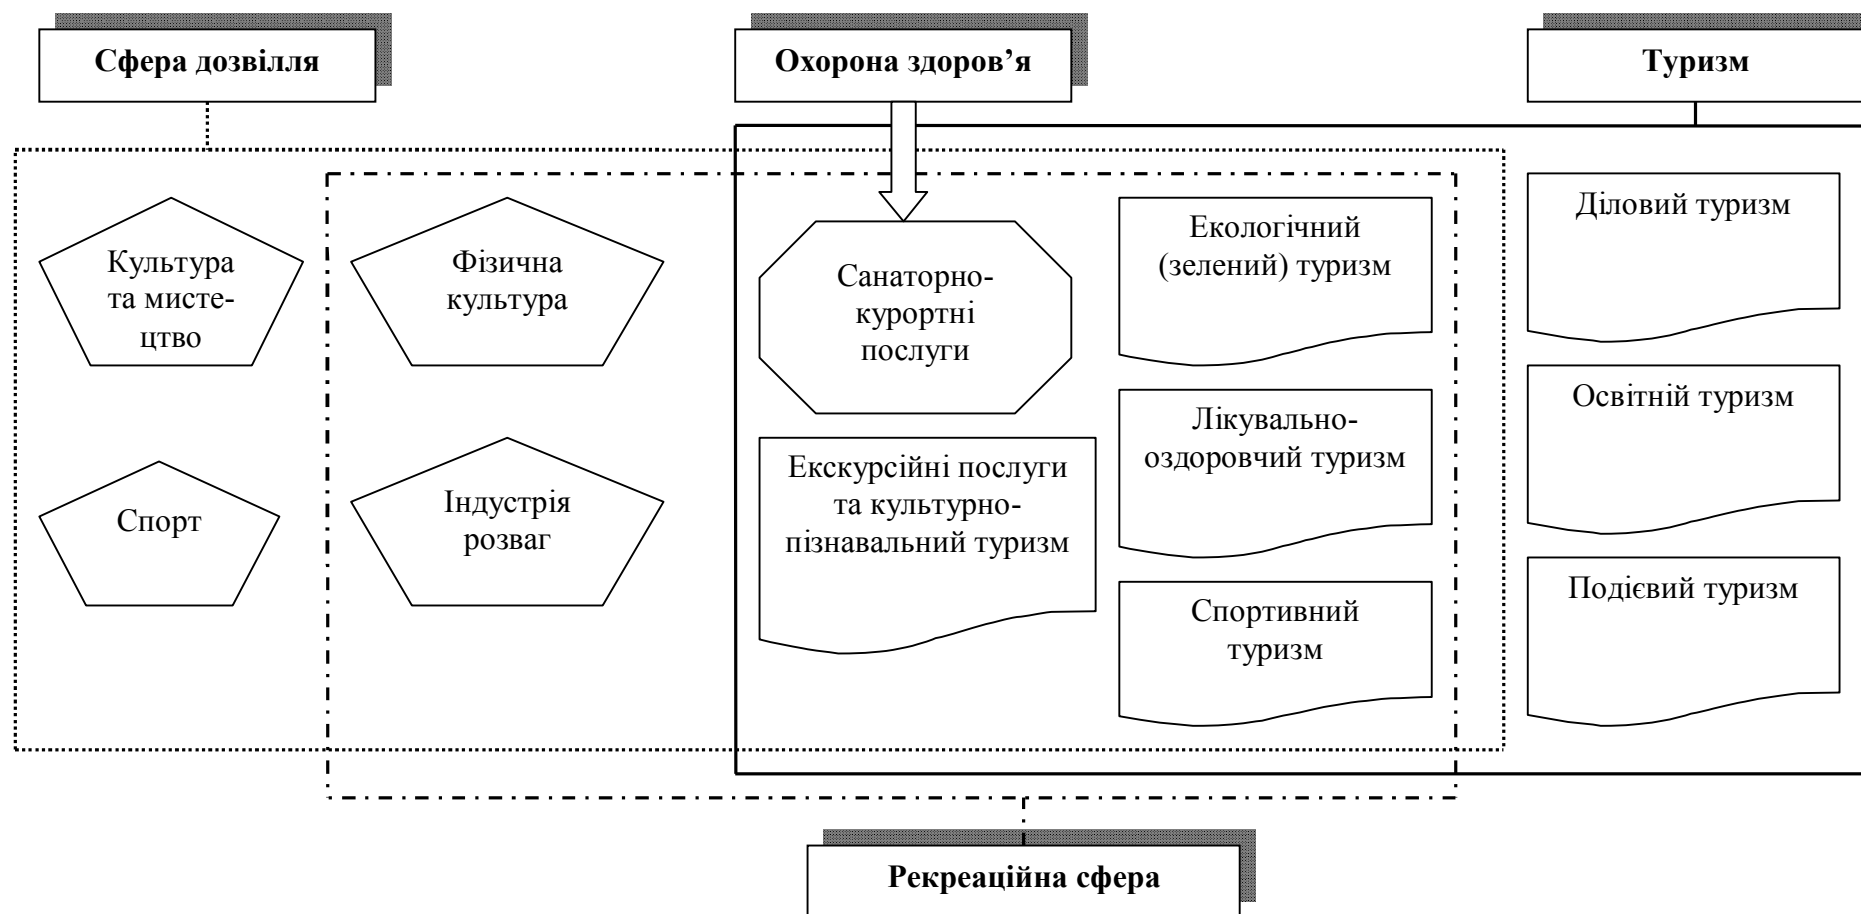 Сфера дозвілля
Охорона здоров’я
Туризм
Культура
та мисте-
цтво
Фізична
культура
Санаторно-
курортні
послуги
Екологічний
(зелений) туризм
Діловий туризм
Спорт
Індустрія
розваг
Екскурсійні послуги
та культурно-
пізнавальний туризм
Лікувально-
оздоровчий туризм
Освітній туризм
Спортивний
туризм
Подієвий туризм
Рекреаційна сфера